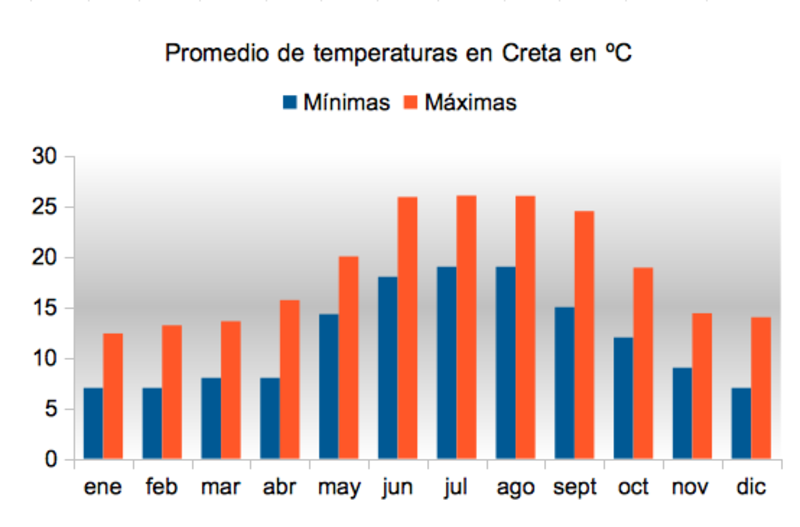 Promedio de temperaturas en Creta en ºC
Mínimas Máximas
30
25
20
15
10
5
0
ene feb mar abr may jun jul ago sept oct nov dic